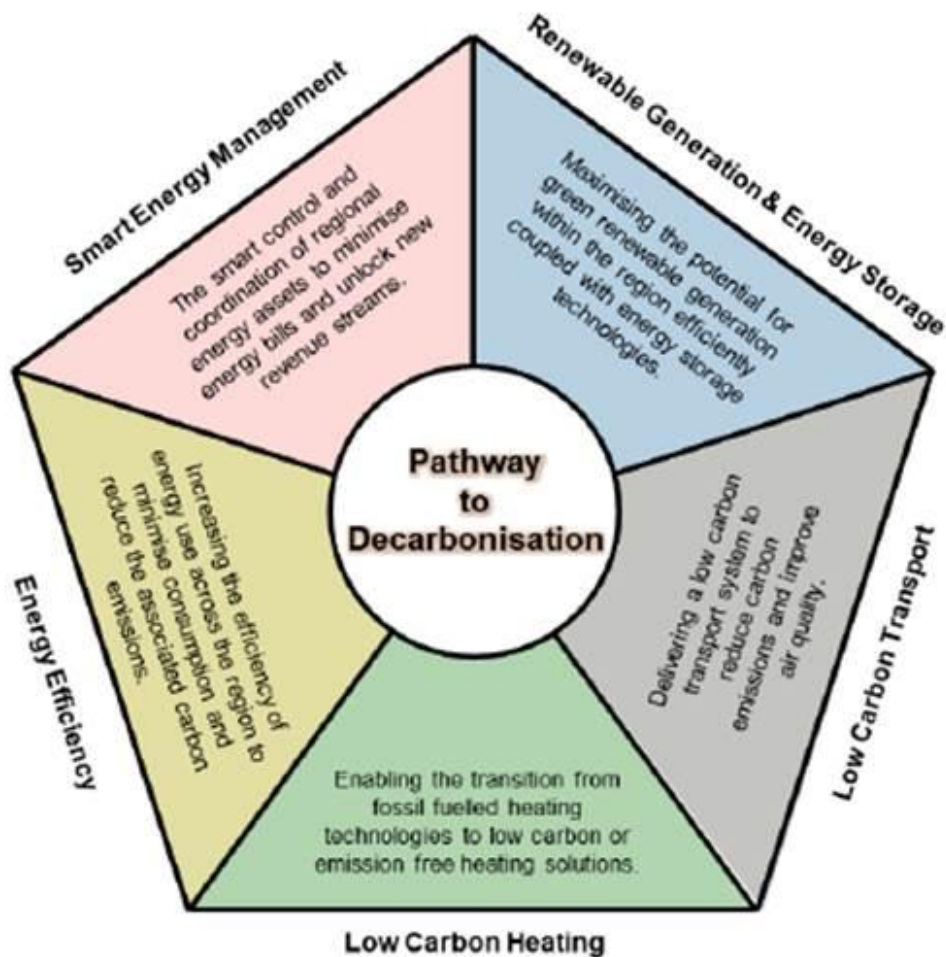 Smart Energy Management
The smart control and
coordination of regional
energy assets to minimise
energy bills and unlock new
revenue streams.
Renewable Generation & Energy Storage
Maximising the potential for
green renewable generation
within the region efficiently
coupled with energy storage
technologies.
Pathway
to
Decarbonisation
Energy Efficiency
Increasing the efficiency of
energy use across the region to
minimise consumption and
reduce the associated carbon
emissions.
Low Carbon Transport
Delivering a low carbon
transport system to
reduce carbon
emissions and improve
air quality.
Enabling the transition from
fossil fuelled heating
technologies to low carbon or
emission free heating solutions.
Low Carbon Heating